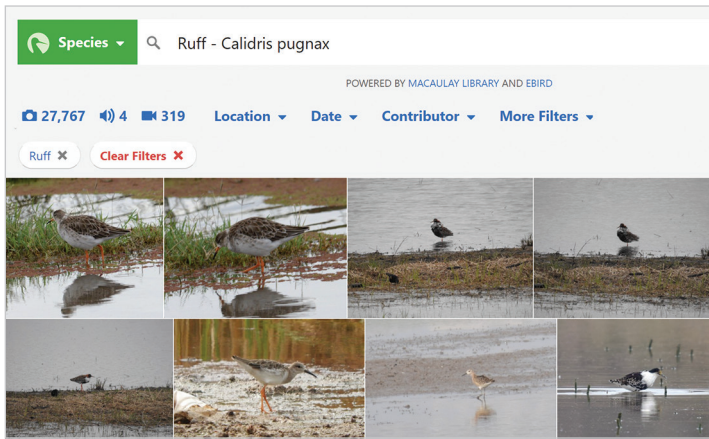 Species
Ruff - Calidris pugnax
POWERED BY MACAULAY LIBRARY AND EBIRD
27,767 4 319 Location Date Contributor More Filters
Ruff Clear Filters